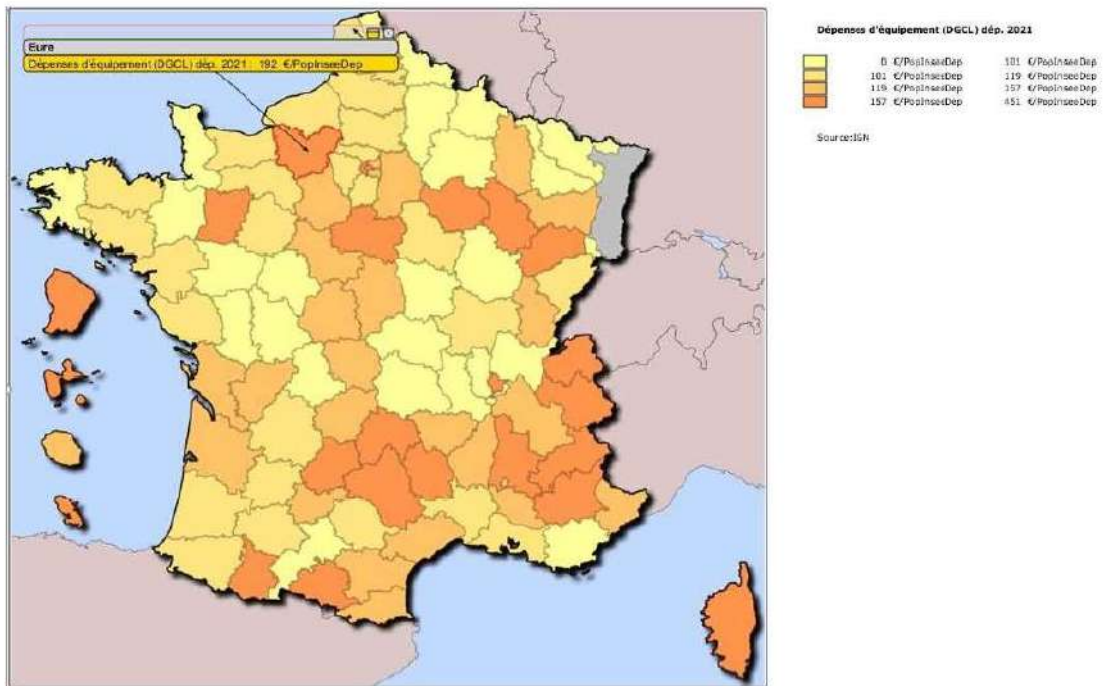 Eure
Dépenses d'équipement (DGCL) dép. 2021 : 192 €/PopInseeDep
Dépenses d'équipement (DGCL) dép. 2021
0 €/PopInseeDep 101 €/PopInseeDep
101 €/PopInseeDep 119 €/PopInseeDep
119 €/PopInseeDep 157 €/PopInseeDep
157 €/PopInseeDep 451 €/PopInseeDep
Source:IGN